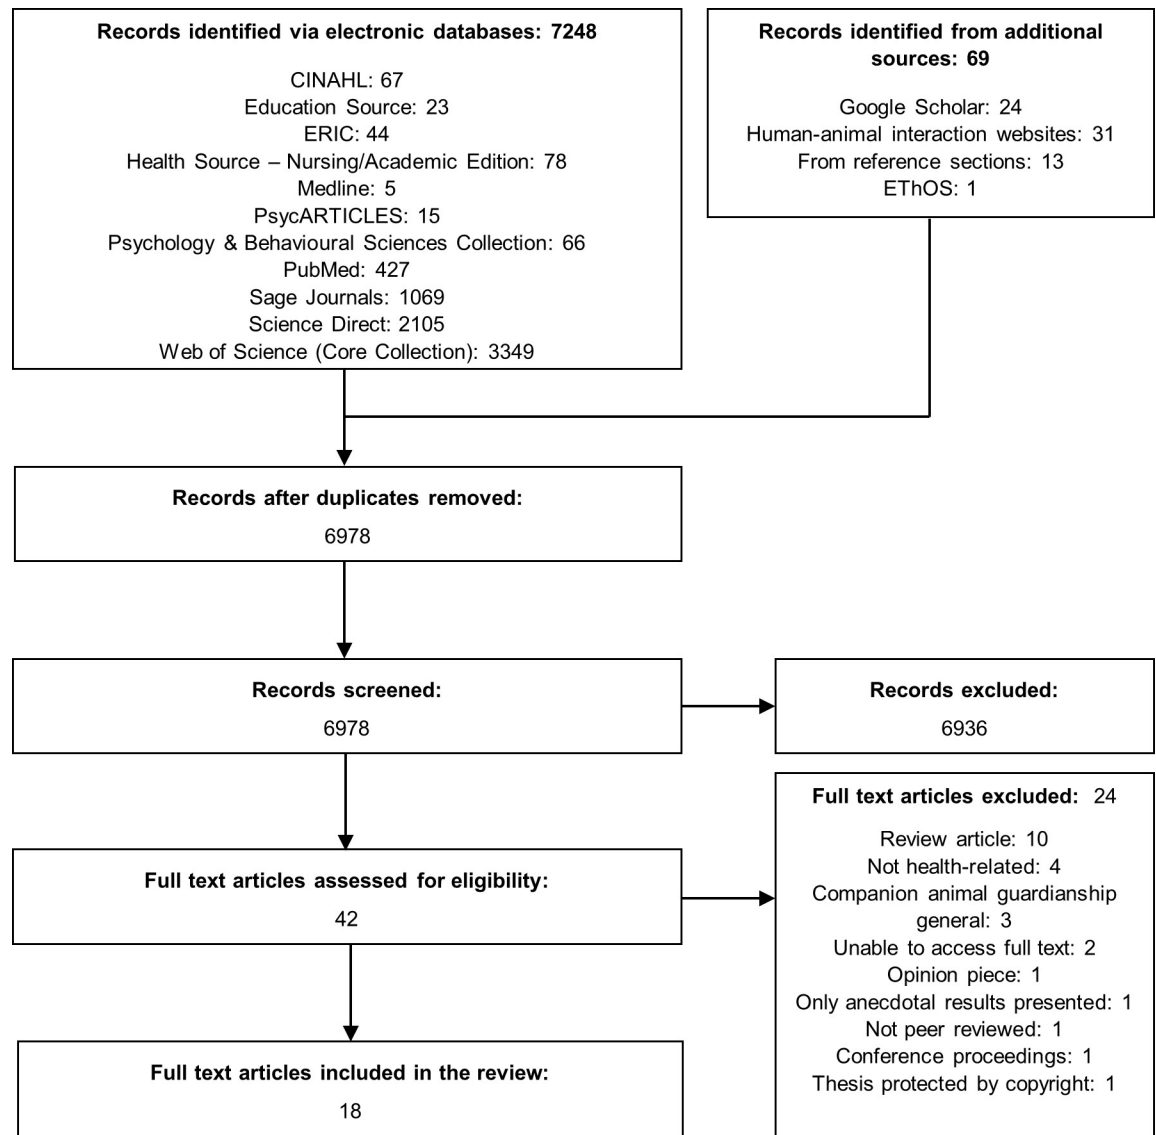 Records identified via electronic databases: 7248
CINAHL: 67
Education Source: 23
ERIC: 44
Health Source – Nursing/Academic Edition: 78
Medline: 5
PsycARTICLES: 15
Psychology & Behavioural Sciences Collection: 66
PubMed: 427
Sage Journals: 1069
Science Direct: 2105
Web of Science (Core Collection): 3349
Records identified from additional
sources: 69
Google Scholar: 24
Human-animal interaction websites: 31
From reference sections: 13
EThOS: 1
Records after duplicates removed:
6978
Records screened:
6978
Records excluded:
6936
Full text articles assessed for eligibility:
42
Full text articles excluded: 24
Review article: 10
Not health-related: 4
Companion animal guardianship
general: 3
Unable to access full text: 2
Opinion piece: 1
Only anecdotal results presented: 1
Not peer reviewed: 1
Conference proceedings: 1
Thesis protected by copyright: 1
Full text articles included in the review:
18